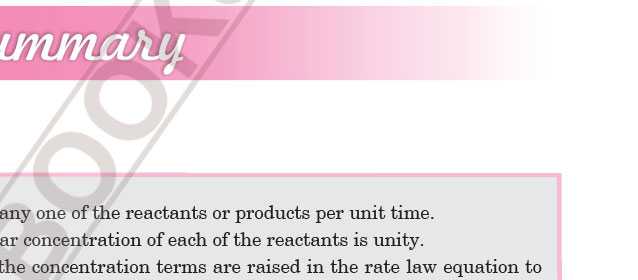 ummary
BOOKS
any one of the reactants or products per unit time.
ar concentration of each of the reactants is unity.
the concentration terms are raised in the rate law equation to